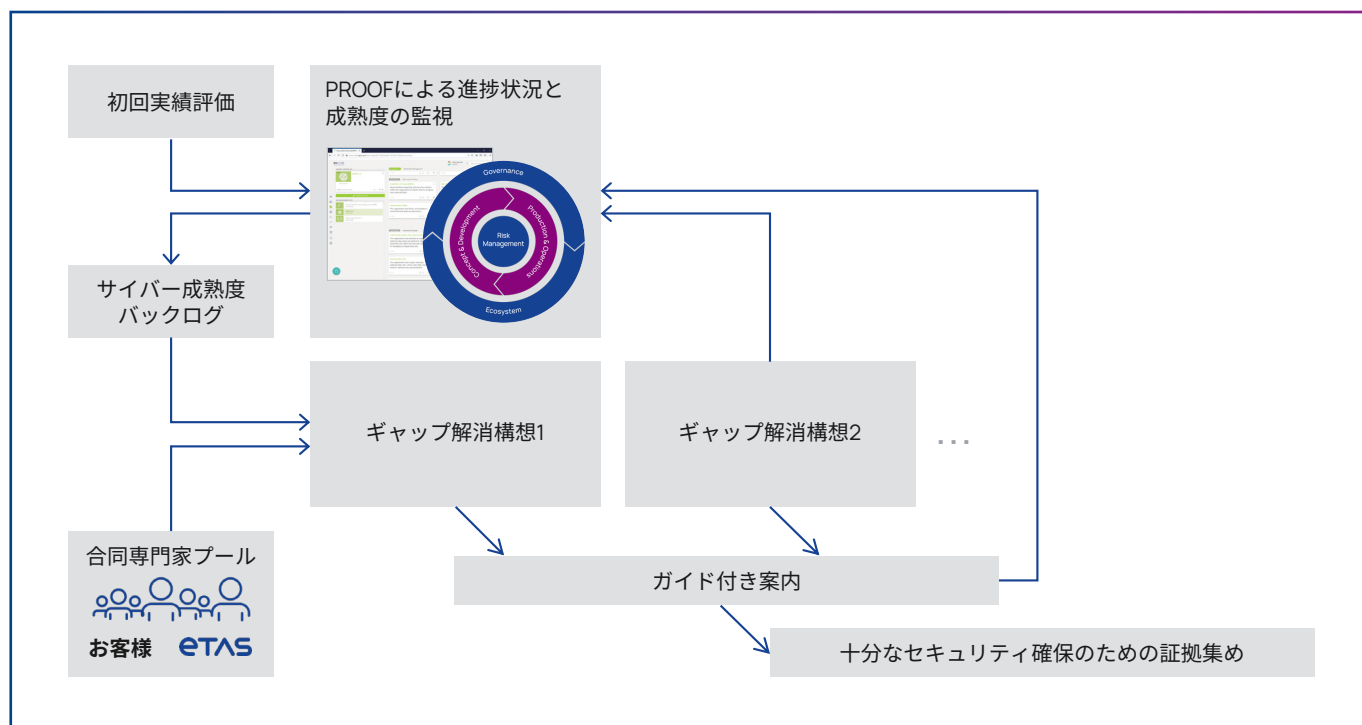 初回実績評価
PROOFによる進捗状況と
成熟度の監視
Governance
Concept & Development
Production & Operations
Risk
Management
Ecosystem
サイバー成熟度
バックログ
ギャップ解消構想1
ギャップ解消構想2
...
合同専門家プール
お客様 eTAS
ガイド付き案内
十分なセキュリティ確保のための証拠集め